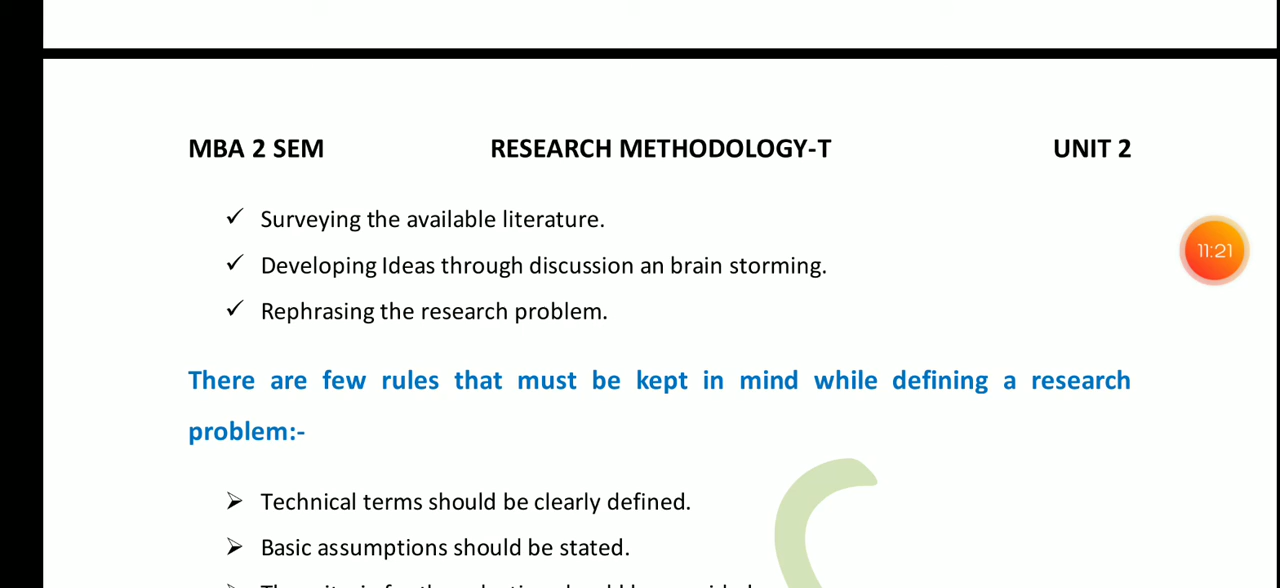 MBA 2 SEM RESEARCH METHODOLOGY-T UNIT 2
✓ Surveying the available literature.
11:21
✓ Developing Ideas through discussion an brain storming.
✓ Rephrasing the research problem.
There are few rules that must be kept in mind while defining a research
problem:-
➢ Technical terms should be clearly defined.
➢ Basic assumptions should be stated.